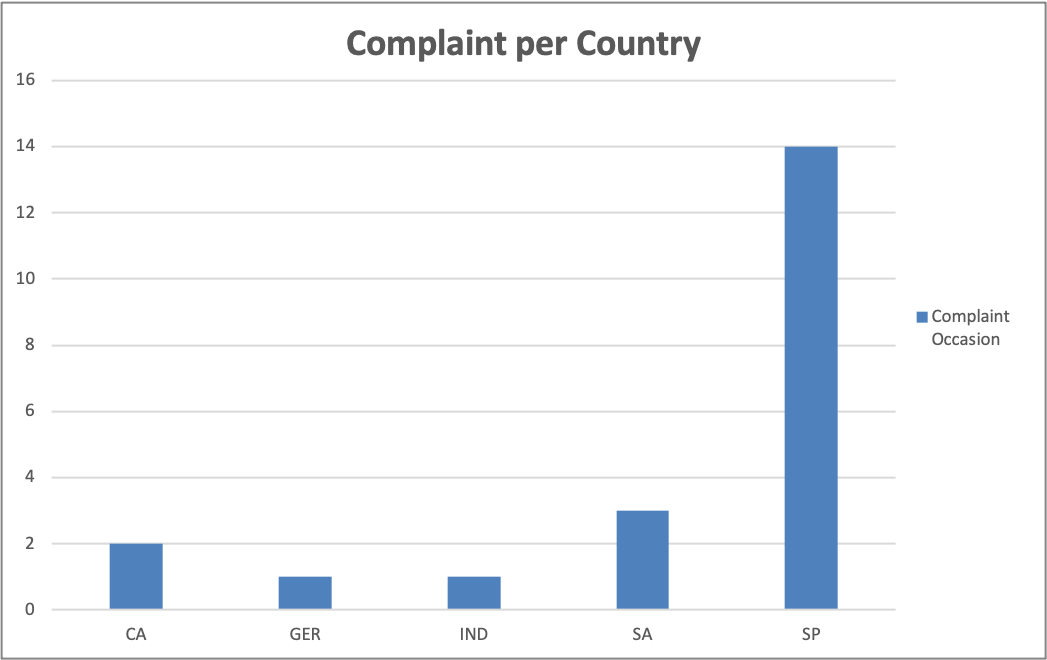 Complaint per Country
16
14
12
10
8
6
4
2
0
CA GER IND SA SP
Complaint
Occasion